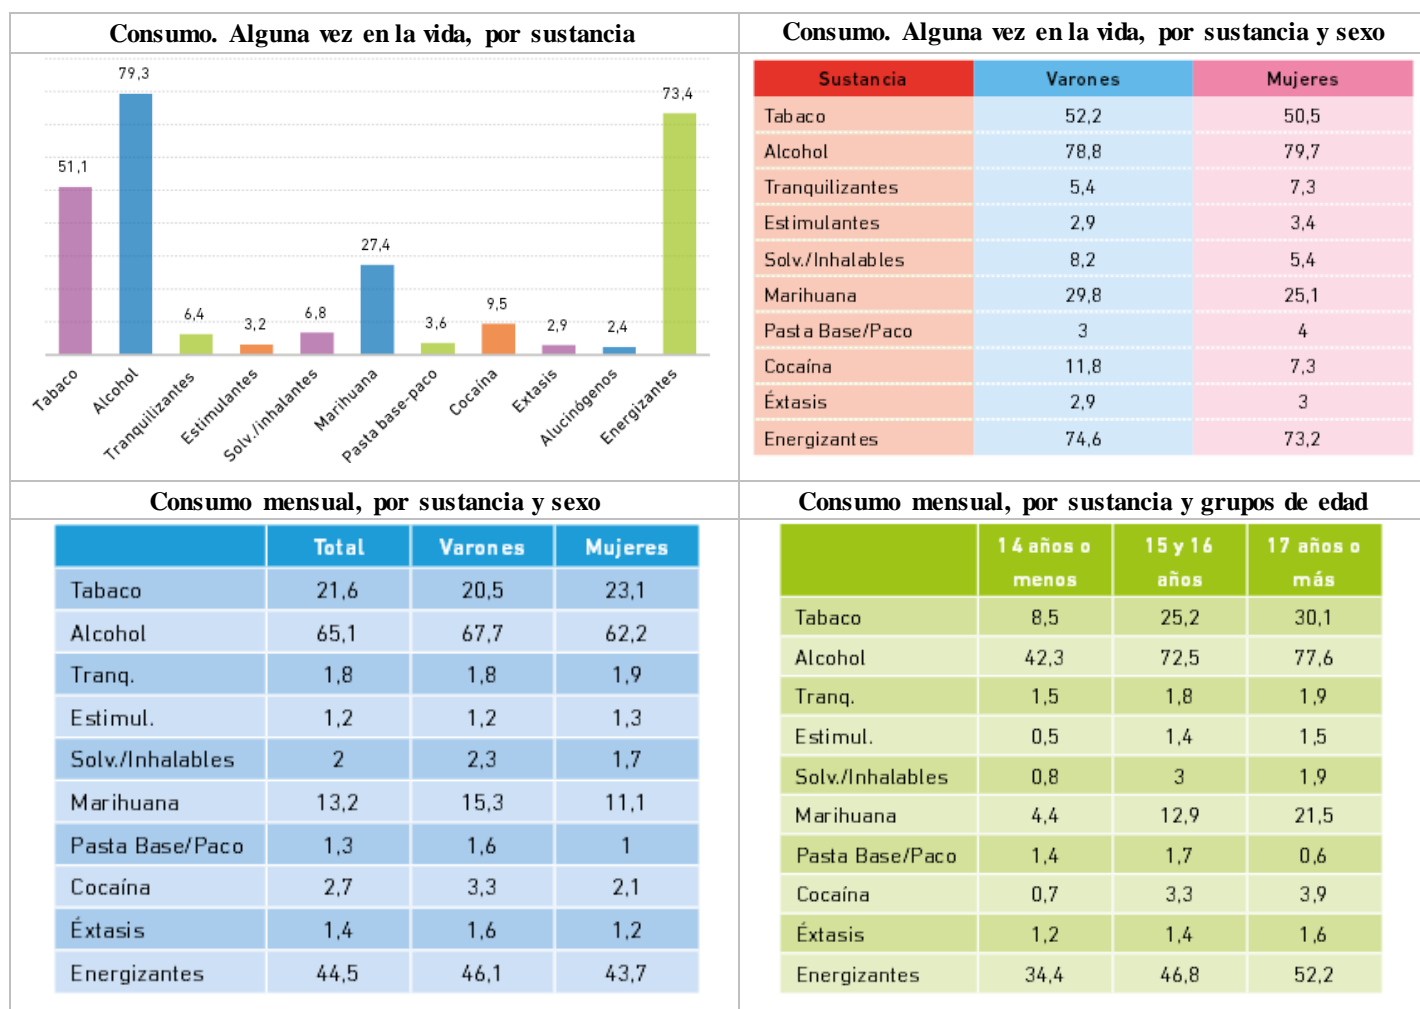 Consumo. Alguna vez en la vida, por sustancia
79,3
73,4
51,1
27,4
6,4
3,2
6,8
3,6
9,5
2,9
2,4
Tabaco
Alcohol
Tranquilizantes
Estimulantes
Solv./inhalantes
Marihuana
Pasta base-paco
Cocaína
Extasis
Alucinógenos
Energizantes
Consumo. Alguna vez en la vida, por sustancia y sexo
Sustancia Varones Mujeres
Tabaco 52,2 50,5
Alcohol 78,8 79,7
Tranquilizantes 5,4 7,3
Estimulantes 2,9 3,4
Solv./Inhalables 8,2 5,4
Marihuana 29,8 25,1
Pasta Base/Paco 3 4
Cocaína 11,8 7,3
Éxtasis 2,9 3
Energizantes 74,6 73,2
Consumo mensual, por sustancia y sexo
Total Varones Mujeres
Tabaco 21,6 20,5 23,1
Alcohol 65,1 67,7 62,2
Tranq. 1,8 1,8 1,9
Estimul. 1,2 1,2 1,3
Solv./Inhalables 2 2,3 1,7
Marihuana 13,2 15,3 11,1
Pasta Base/Paco 1,3 1,6 1
Cocaína 2,7 3,3 2,1
Éxtasis 1,4 1,6 1,2
Energizantes 44,5 46,1 43,7
Consumo mensual, por sustancia y grupos de edad
14 años o 15 y 16 17 años o
menos años más
Tabaco 8,5 25,2 30,1
Alcohol 42,3 72,5 77,6
Tranq. 1,5 1,8 1,9
Estimul. 0,5 1,4 1,5
Solv./Inhalables 0,8 3 1,9
Marihuana 4,4 12,9 21,5
Pasta Base/Paco 1,4 1,7 0,6
Cocaína 0,7 3,3 3,9
Éxtasis 1,2 1,4 1,6
Energizantes 34,4 46,8 52,2